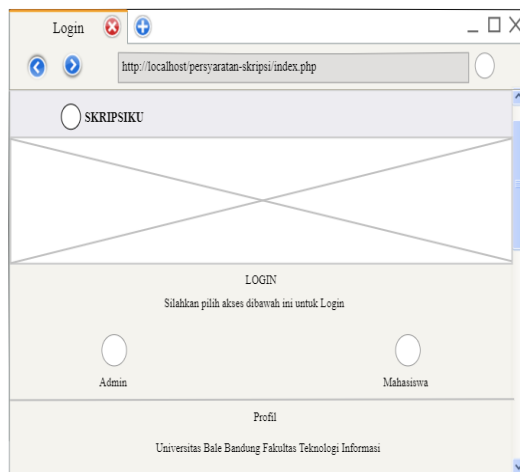 Login
http://localhost/persyaratan-skripsi/index.php
SKRIPSIKU
LOGIN
Silahkan pilih akses dibawah ini untuk Login
Admin
Mahasiswa
Profil
Universitas Bale Bandung Fakultas Teknologi Informasi